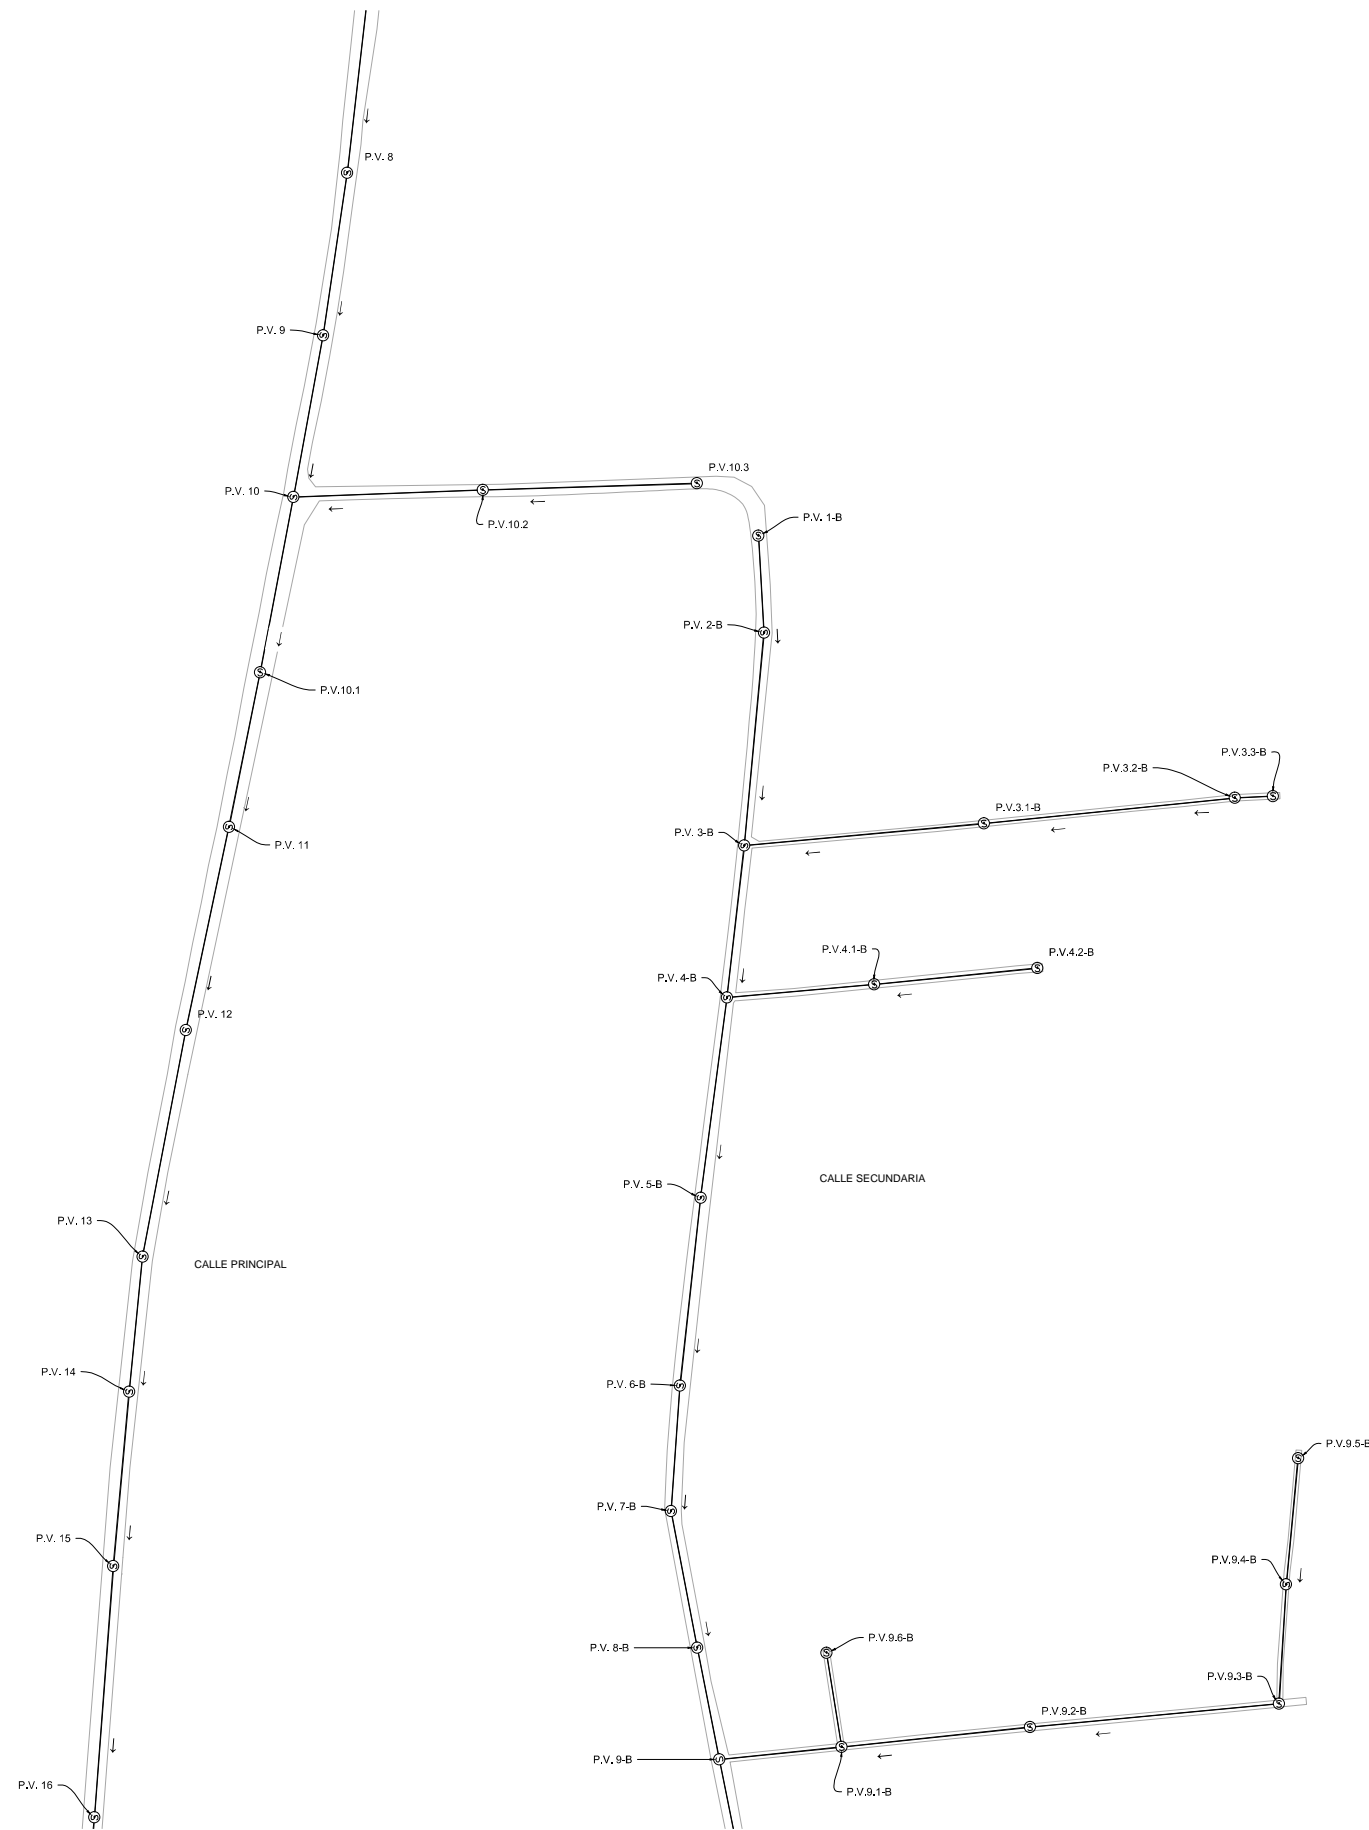 P.V. 8
P.V. 9
P.V.10.3
P.V. 10
P.V.10.2
P.V. 1-B
P.V. 2-B
P.V.10.1
P.V.3.3-B
P.V.3.2-B
P.V.3.1-B
P.V. 3-B
P.V. 11
P.V.4.1-B
P.V.4.2-B
P.V. 4-B
P.V. 12
CALLE SECUNDARIA
P.V. 5-B
P.V. 13
CALLE PRINCIPAL
P.V. 14
P.V. 6-B
P.V.9.5-B
P.V. 7-B
P.V. 15
P.V.9.4-B
P.V.9.6-B
P.V. 8-B
P.V.9.3-B
P.V.9.2-B
P.V. 9-B
P.V. 16
P.V.9.1-B